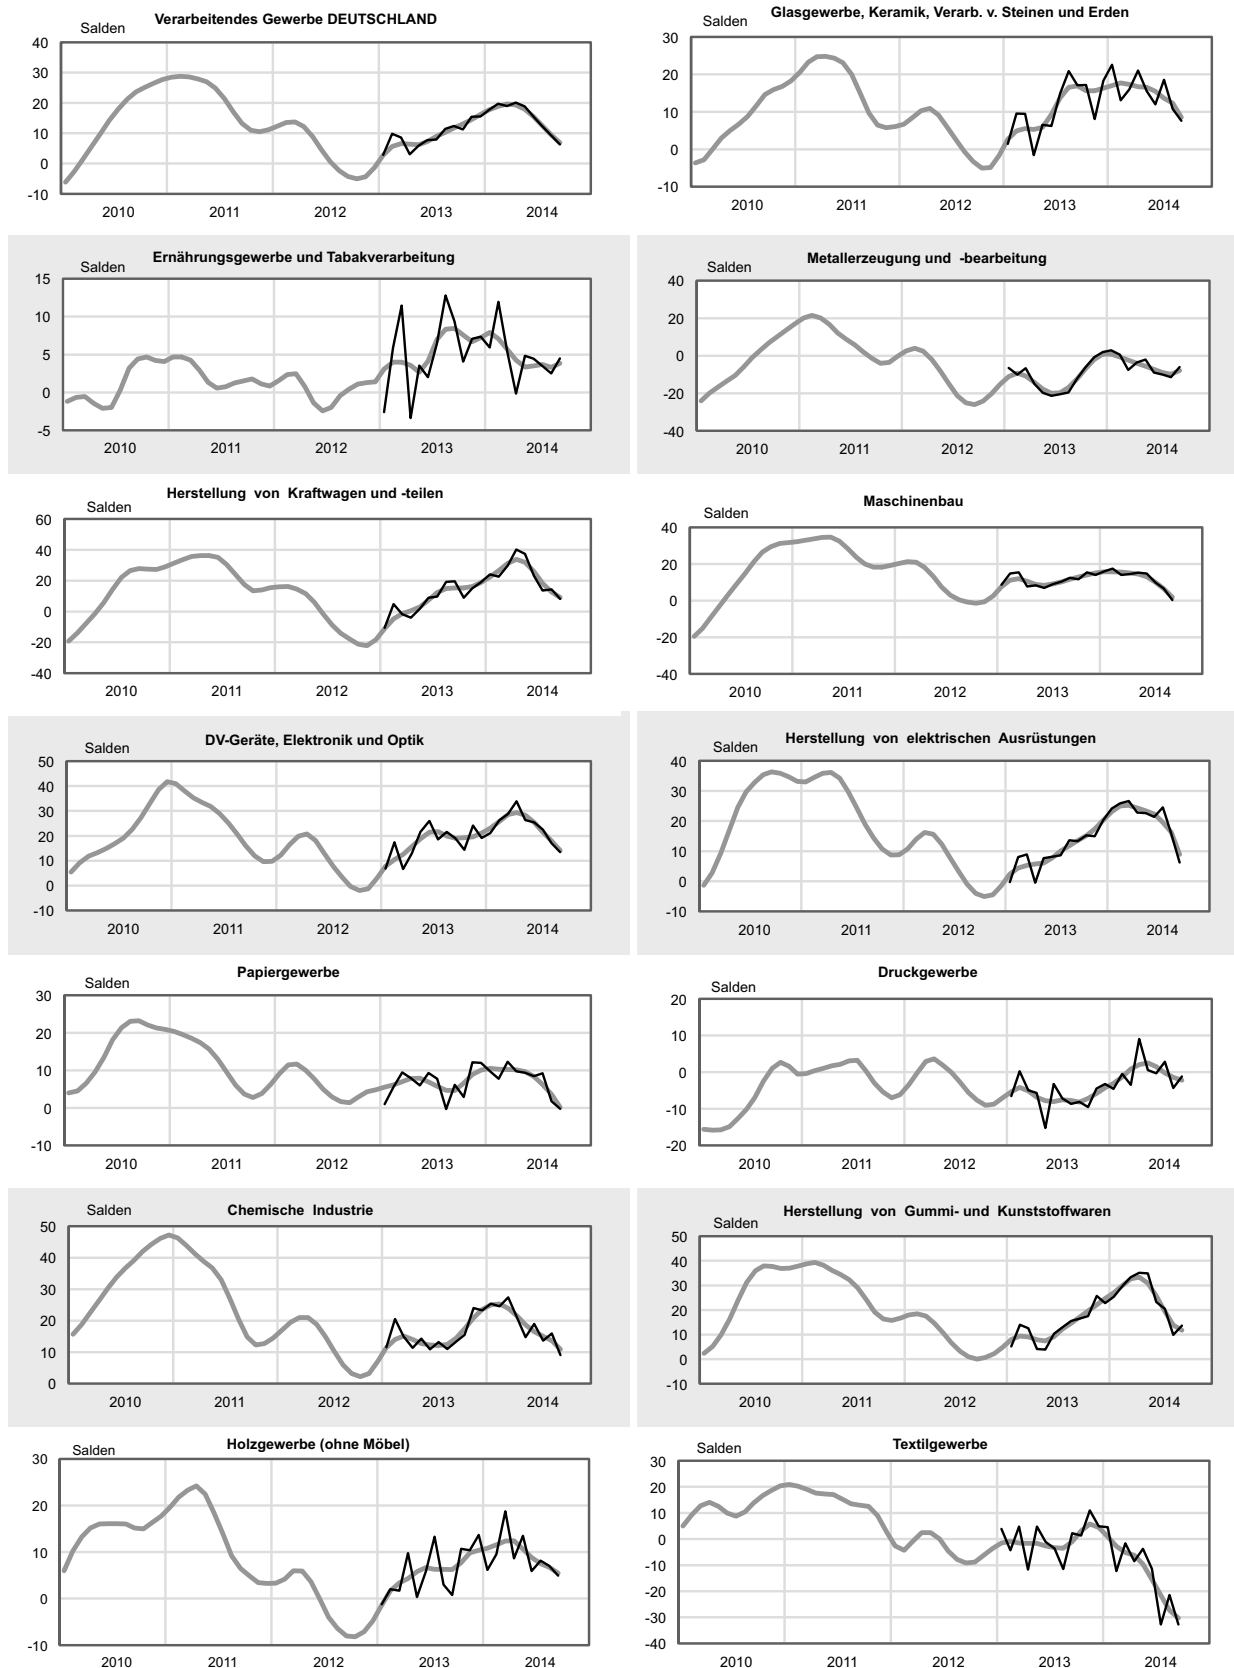 Verarbeitendes Gewerbe DEUTSCHLAND
Salden
40
30
20
10
0
-10
2010 2011 2012 2013 2014
Glasgewerbe, Keramik, Verarb. v. Steinen und Erden
Salden
30
20
10
0
-10
2010 2011 2012 2013 2014
Ernährungsgewerbe und Tabakverarbeitung
Salden
15
10
5
0
-5
2010 2011 2012 2013 2014
Metallerzeugung und -bearbeitung
Salden
40
20
0
-20
-40
2010 2011 2012 2013 2014
Herstellung von Kraftwagen und -teilen
Salden
60
40
20
0
-20
-40
2010 2011 2012 2013 2014
Maschinenbau
Salden
40
20
0
-20
-40
2010 2011 2012 2013 2014
DV-Geräte, Elektronik und Optik
Salden
50
40
30
20
10
0
-10
2010 2011 2012 2013 2014
Herstellung von elektrischen Ausrüstungen
Salden
40
30
20
10
0
-10
2010 2011 2012 2013 2014
Papiergewerbe
Salden
30
20
10
0
-10
2010 2011 2012 2013 2014
Druckgewerbe
Salden
20
10
0
-10
-20
2010 2011 2012 2013 2014
Chemische Industrie
Salden
50
40
30
20
10
0
2010 2011 2012 2013 2014
Herstellung von Gummi- und Kunststoffwaren
Salden
50
40
30
20
10
0
-10
2010 2011 2012 2013 2014
Holzgewerbe (ohne Möbel)
Salden
30
20
10
0
-10
2010 2011 2012 2013 2014
Textilgewerbe
Salden
30
20
10
0
-10
-20
-30
-40
2010 2011 2012 2013 2014